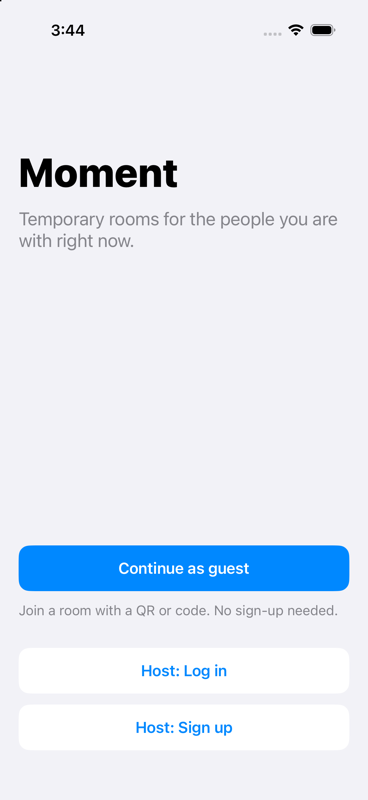 3:44
Moment
Temporary rooms for the people you are
with right now.
Continue as guest
Join a room with a QR or code. No sign-up needed.
Host: Log in
Host: Sign up